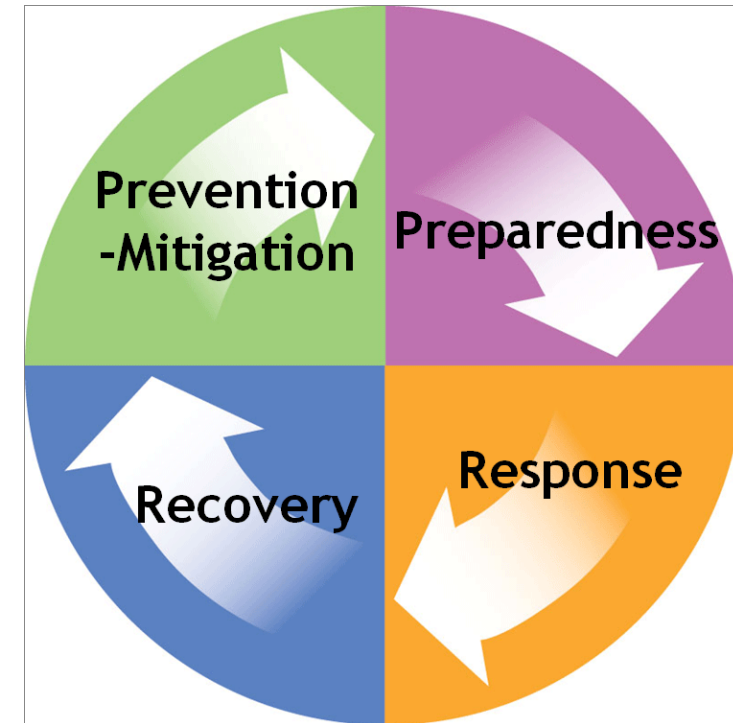 Prevention
-Mitigation
Preparedness
Response
Recovery